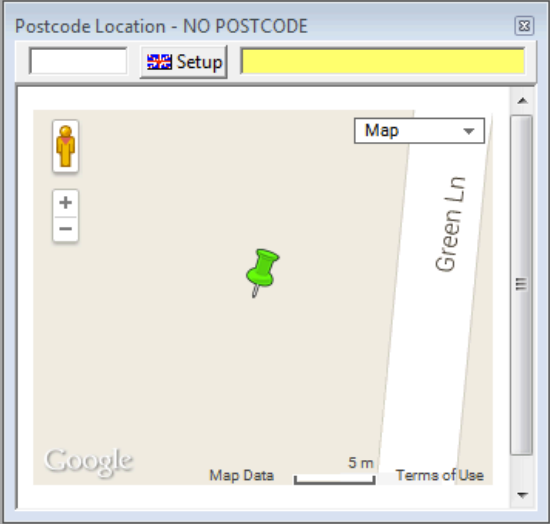 Postcode Location - NO POSTCODE
Setup
Map
Green Ln
Google
5 m
Map Data
Terms of Use